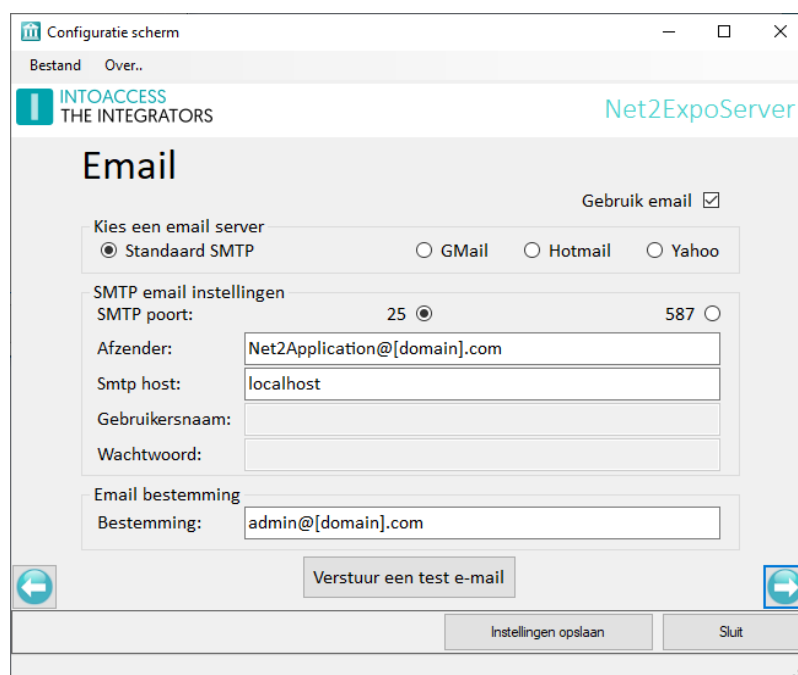 Configuratie scherm
Bestand Over..
INTOACCESS
THE INTEGRATORS
Net2ExpoServer
Email
Gebruik email
Kies een email server
Standaard SMTP GMail Hotmail Yahoo
SMTP email instellingen
SMTP poort: 25 587
Afzender: Net2Application@[domain].com
Smtp host: localhost
Gebruikersnaam:
Wachtwoord:
Email bestemming
Bestemming: admin@[domain].com
Verstuur een test e-mail
Instellingen opslaan Sluit